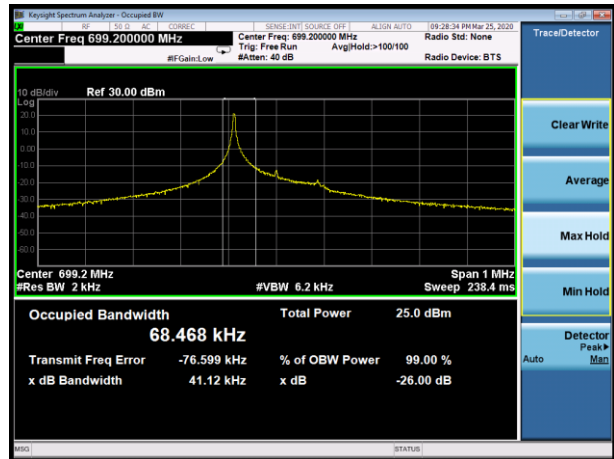 Keysight Spectrum Analyzer - Occupied BW
RF 50 Ω AC CORREC SENSE:INT SOURCE OFF ALIGN AUTO 09:28:34 PM Mar 25, 2020
Center Freq 699.200000 MHz
Center Freq: 699.200000 MHz
Radio Std: None
Trig: Free Run Avg|Hold:>100/100
#IFGain:Low #Atten: 40 dB Radio Device: BTS
10 dB/div Ref 30.00 dBm
Log
20.0
10.0
0.00
-10.0
-20.0
-30.0
-40.0
-50.0
-60.0
Center 699.2 MHz Span 1 MHz
#Res BW 2 kHz #VBW 6.2 kHz Sweep 238.4 ms
Occupied Bandwidth Total Power 25.0 dBm
68.468 kHz
Transmit Freq Error -76.599 kHz % of OBW Power 99.00 %
x dB Bandwidth 41.12 kHz x dB -26.00 dB
MSG STATUS
Trace/Detector
Clear Write
Average
Max Hold
Min Hold
Detector
Peak▶
Auto Man